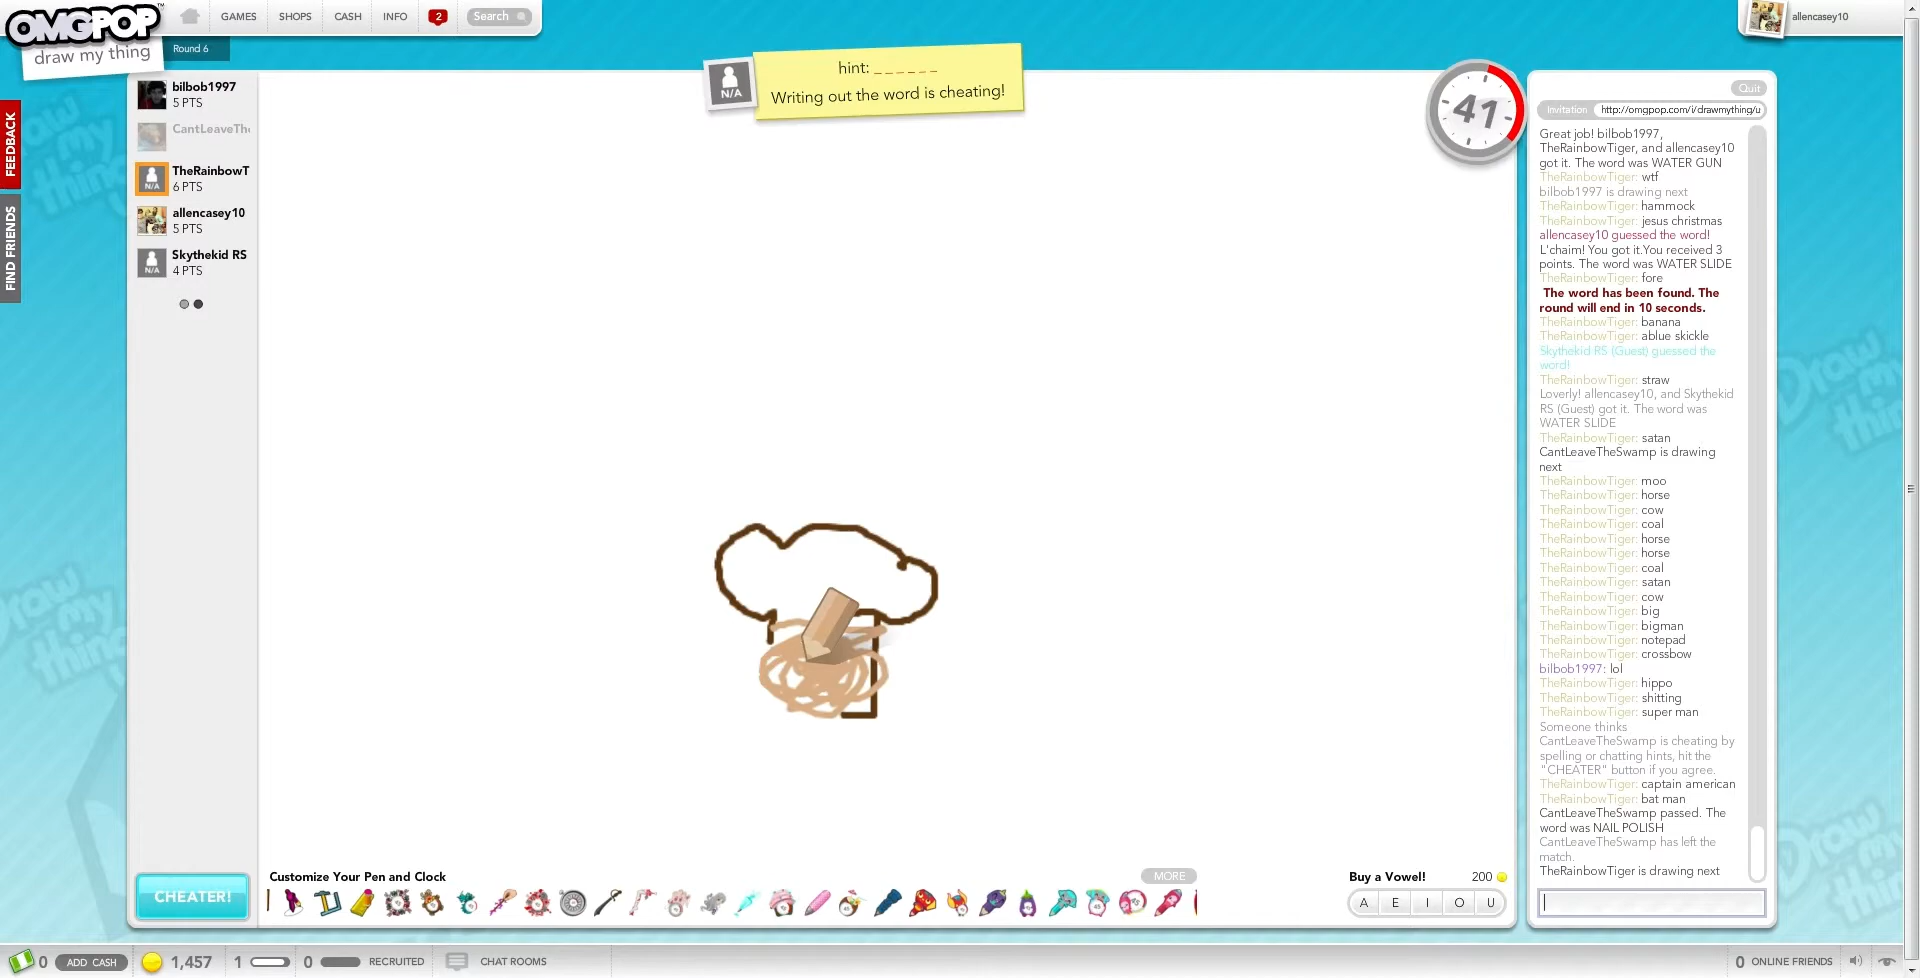 OMGPOP
TM
draw my thing
GAMES
SHOPS
CASH
INFO
2
Search
allencasey10
Round 6
FEEDBACK
FIND FRIENDS
bilbob1997
5 PTS
CantLeaveThe
N/A
TheRainbowT
6 PTS
allencasey10
5 PTS
N/A
Skythekid RS
4 PTS
N/A
hint: _ _ _ _ _ _
Writing out the word is cheating!
41
Quit
Invitation
http://omgpop.com/i/drawmything/u
Great job! bilbob1997,
TheRainbowTiger, and allencasey10
got it. The word was WATER GUN
TheRainbowTiger: wtf
bilbob1997 is drawing next
TheRainbowTiger: hammock
TheRainbowTiger: jesus christmas
allencasey10 guessed the word!
L'chaim! You got it.You received 3
points. The word was WATER SLIDE
TheRainbowTiger: fore
The word has been found. The
round will end in 10 seconds.
TheRainbowTiger: banana
TheRainbowTiger: ablue skickle
Skythekid RS (Guest) guessed the
word!
TheRainbowTiger: straw
Loverly! allencasey10, and Skythekid
RS (Guest) got it. The word was
WATER SLIDE
TheRainbowTiger: satan
CantLeaveTheSwamp is drawing
next
TheRainbowTiger: moo
TheRainbowTiger: horse
TheRainbowTiger: cow
TheRainbowTiger: coal
TheRainbowTiger: horse
TheRainbowTiger: horse
TheRainbowTiger: coal
TheRainbowTiger: satan
TheRainbowTiger: cow
TheRainbowTiger: big
TheRainbowTiger: bigman
TheRainbowTiger: notepad
TheRainbowTiger: crossbow
bilbob1997: lol
TheRainbowTiger: hippo
TheRainbowTiger: shitting
TheRainbowTiger: super man
Someone thinks
CantLeaveTheSwamp is cheating by
spelling or chatting hints, hit the
"CHEATER" button if you agree.
TheRainbowTiger: captain american
TheRainbowTiger: bat man
CantLeaveTheSwamp passed. The
word was NAIL POLISH
CantLeaveTheSwamp has left the
match.
TheRainbowTiger is drawing next
CHEATER!
Customize Your Pen and Clock
MORE
Buy a Vowel!
200
A E I O U
0
ADD CASH
1,457
1
0
RECRUITED
CHAT ROOMS
0 ONLINE FRIENDS